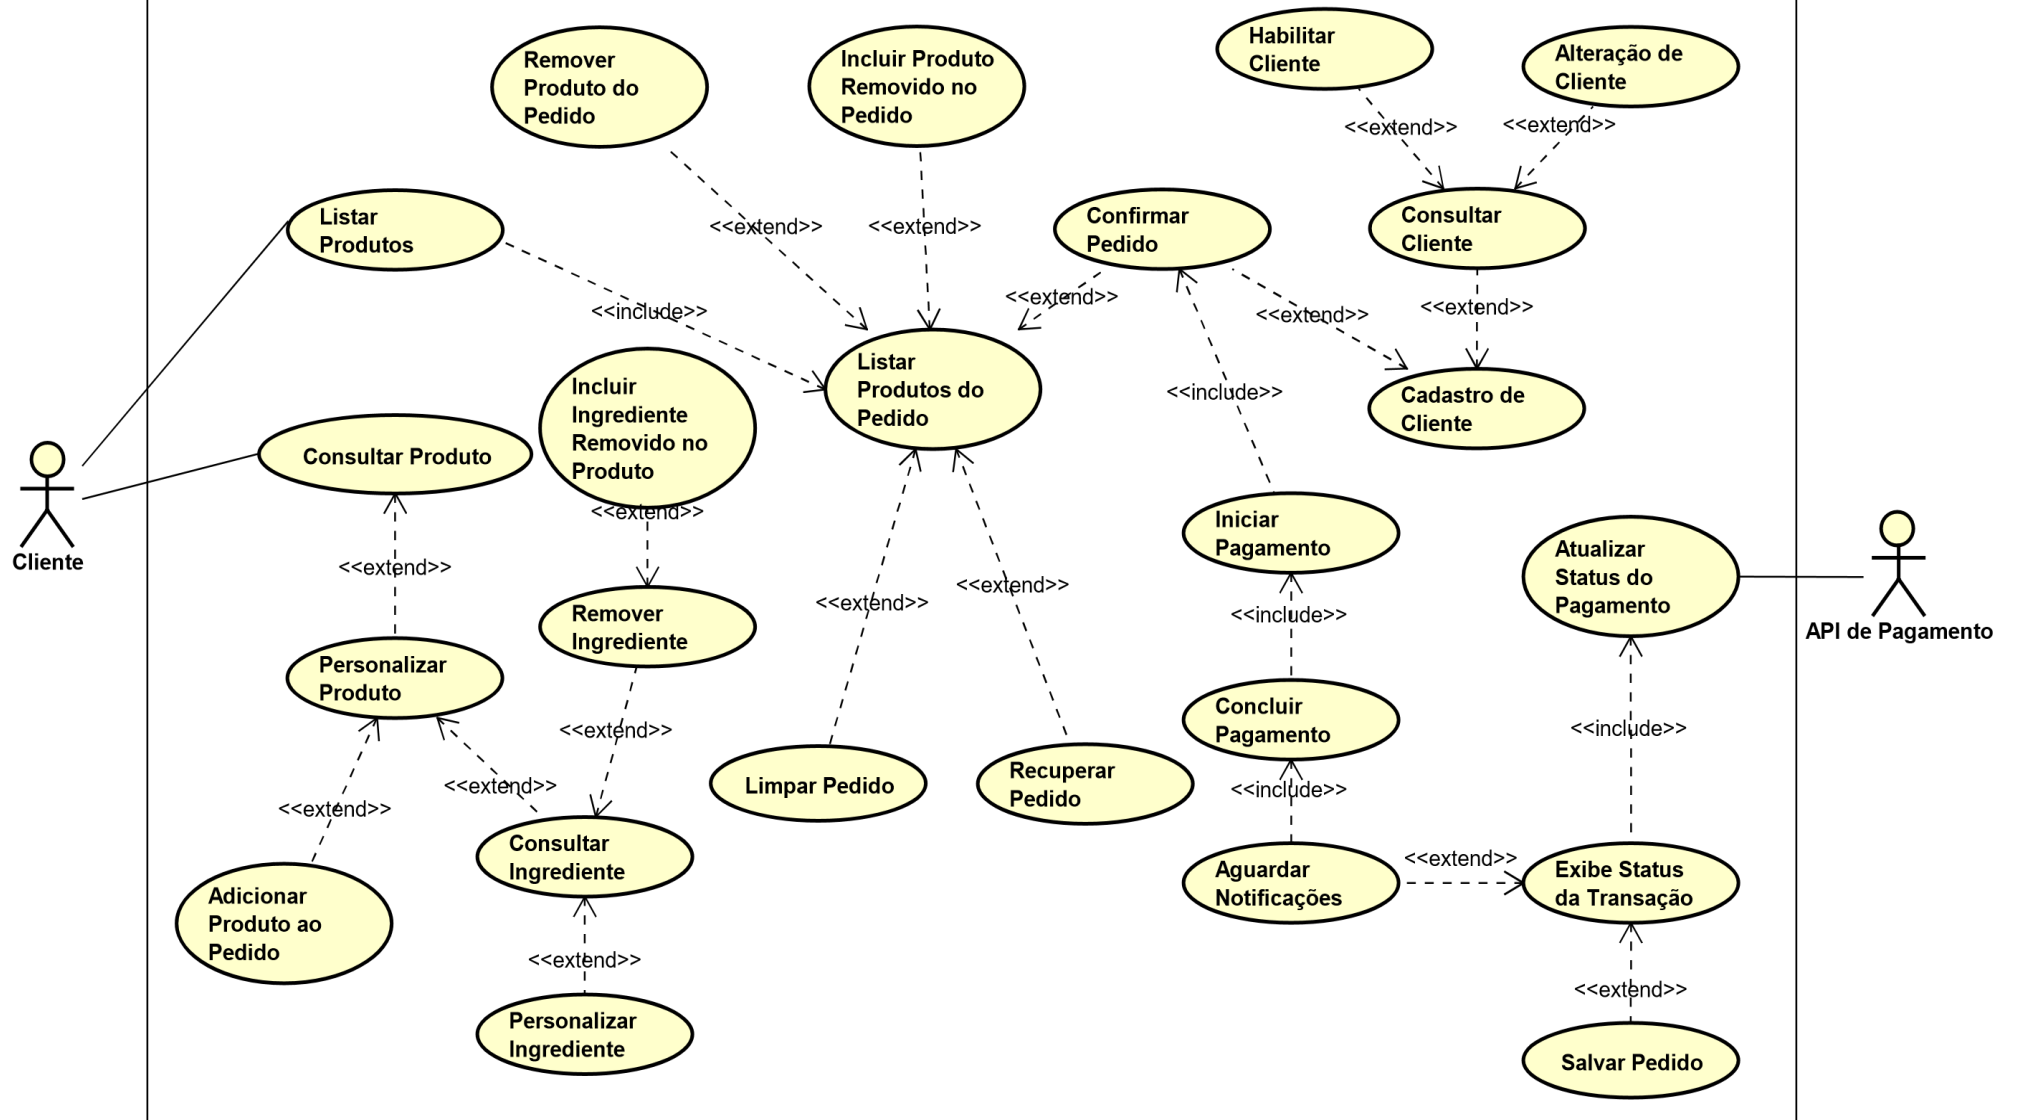 Habilitar
Cliente
Alteração de
Cliente
Remover
Produto do
Pedido
Incluir Produto
Removido no
Pedido
<<extend>>
<<extend>>
Listar
Produtos
<<extend>>
<<extend>>
Confirmar
Pedido
Consultar
Cliente
<<include>>
<<extend>>
<<extend>>
<<extend>>
Listar
Produtos do
Pedido
<<include>>
Cadastro de
Cliente
Incluir
Ingrediente
Removido no
Produto
Consultar Produto
<<extend>>
Iniciar
Pagamento
Atualizar
Status do
Pagamento
Cliente
<<extend>>
<<extend>>
<<extend>>
<<include>>
API de Pagamento
Remover
Ingrediente
Personalizar
Produto
Concluir
Pagamento
<<extend>>
<<include>>
<<extend>>
<<extend>>
Limpar Pedido
Recuperar
Pedido
<<include>>
Consultar
Ingrediente
<<extend>>
Aguardar
Notificações
Exibe Status
da Transação
Adicionar
Produto ao
Pedido
<<extend>>
<<extend>>
Personalizar
Ingrediente
Salvar Pedido